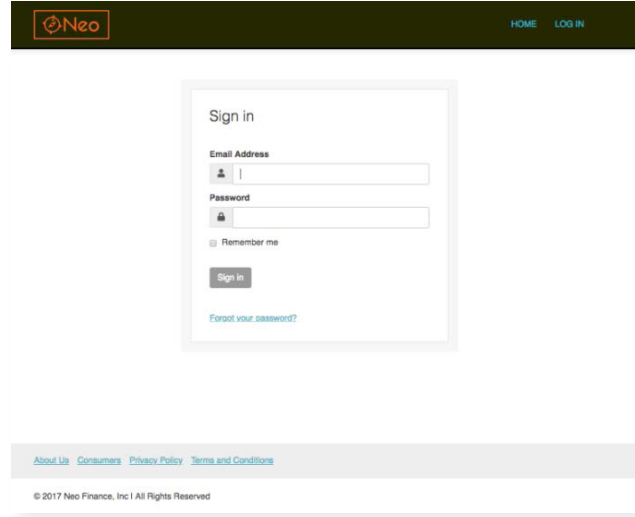 Neo
HOME LOG IN
Sign in
Email Address
Password
Remember me
Sign in
Forgot your password?
About Us Consumers Privacy Policy Terms and Conditions
© 2017 Neo Finance, Inc I All Rights Reserved